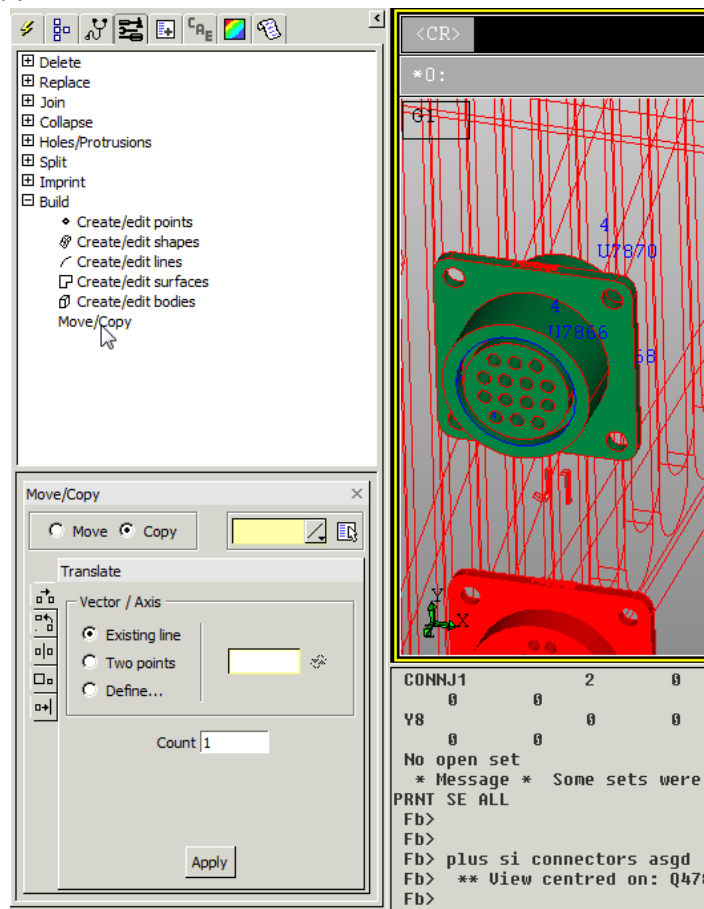 CAE
<
Delete
Replace
Join
Collapse
Holes/Protrusions
Split
Imprint
Build
Create/edit points
Create/edit shapes
Create/edit lines
Create/edit surfaces
Create/edit bodies
Move/Copy
Move/Copy
Move
Copy
Translate
Vector / Axis
Existing line
Two points
Define...
Count 1
Apply
<CR>
*0:
G1
4
U7870
4
U7866
68
J1
Y
X
CONNJ1 2 0
0 0
Y8 0 0
0 0
No open set
* Message * Some sets were
PRNT SE ALL
Fb>
Fb>
Fb> plus si connectors asgd
Fb> ** View centred on: Q478
Fb>